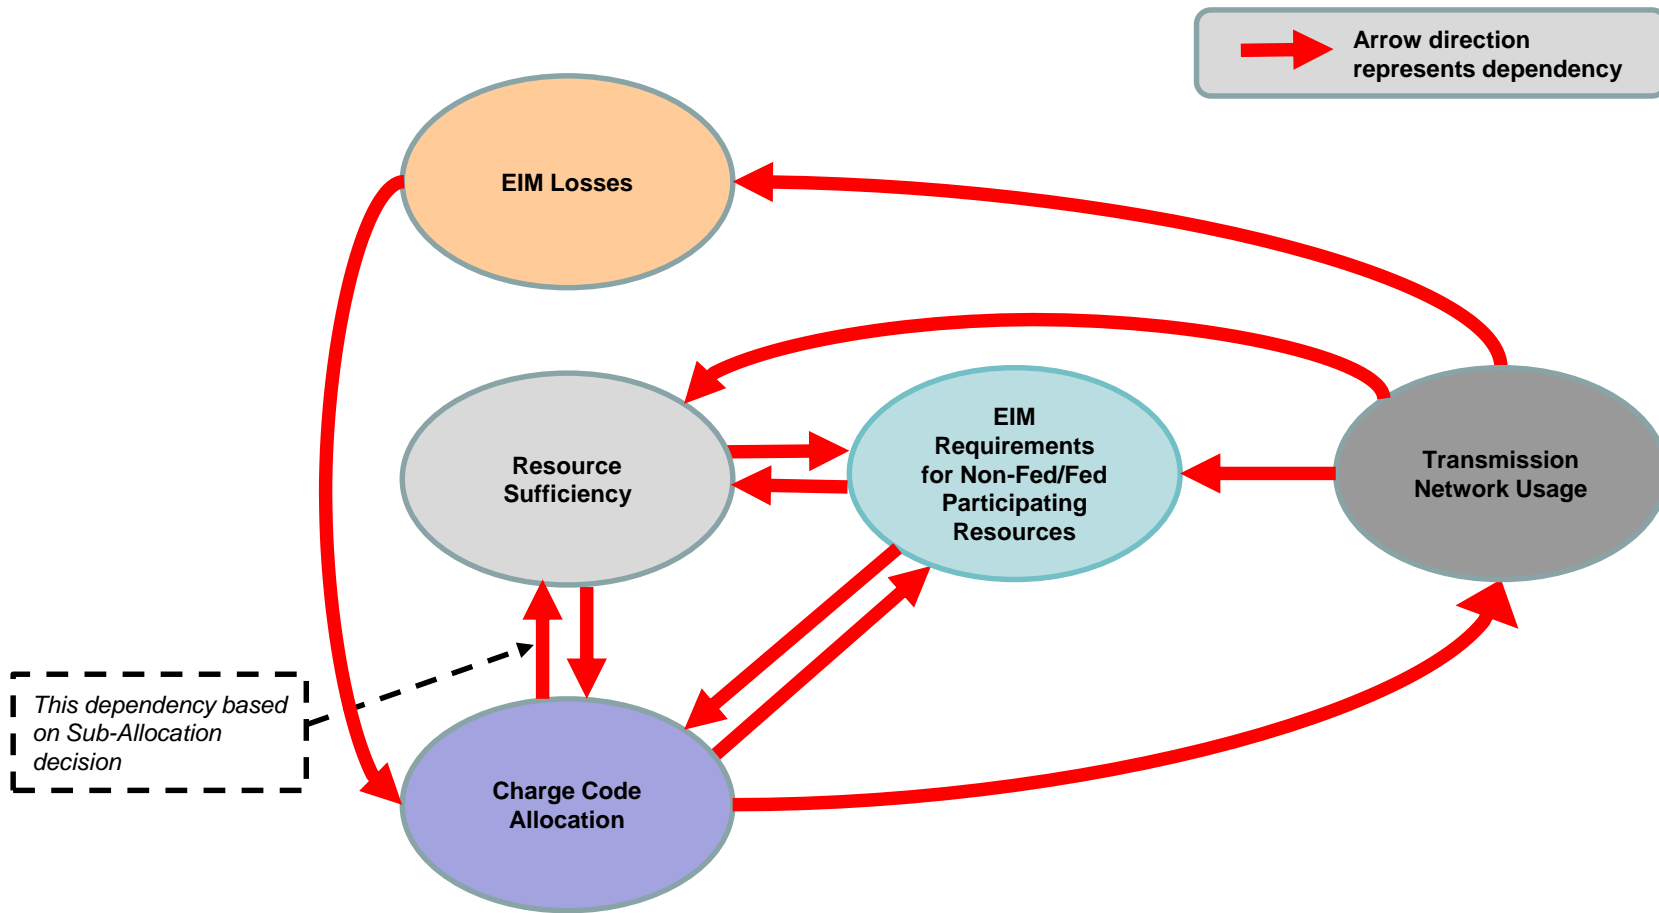 Arrow direction
represents dependency
EIM Losses
EIM
Requirements
for Non-Fed/Fed
Participating
Resources
Resource
Sufficiency
Transmission
Network Usage
This dependency based
on Sub-Allocation
decision
Charge Code
Allocation